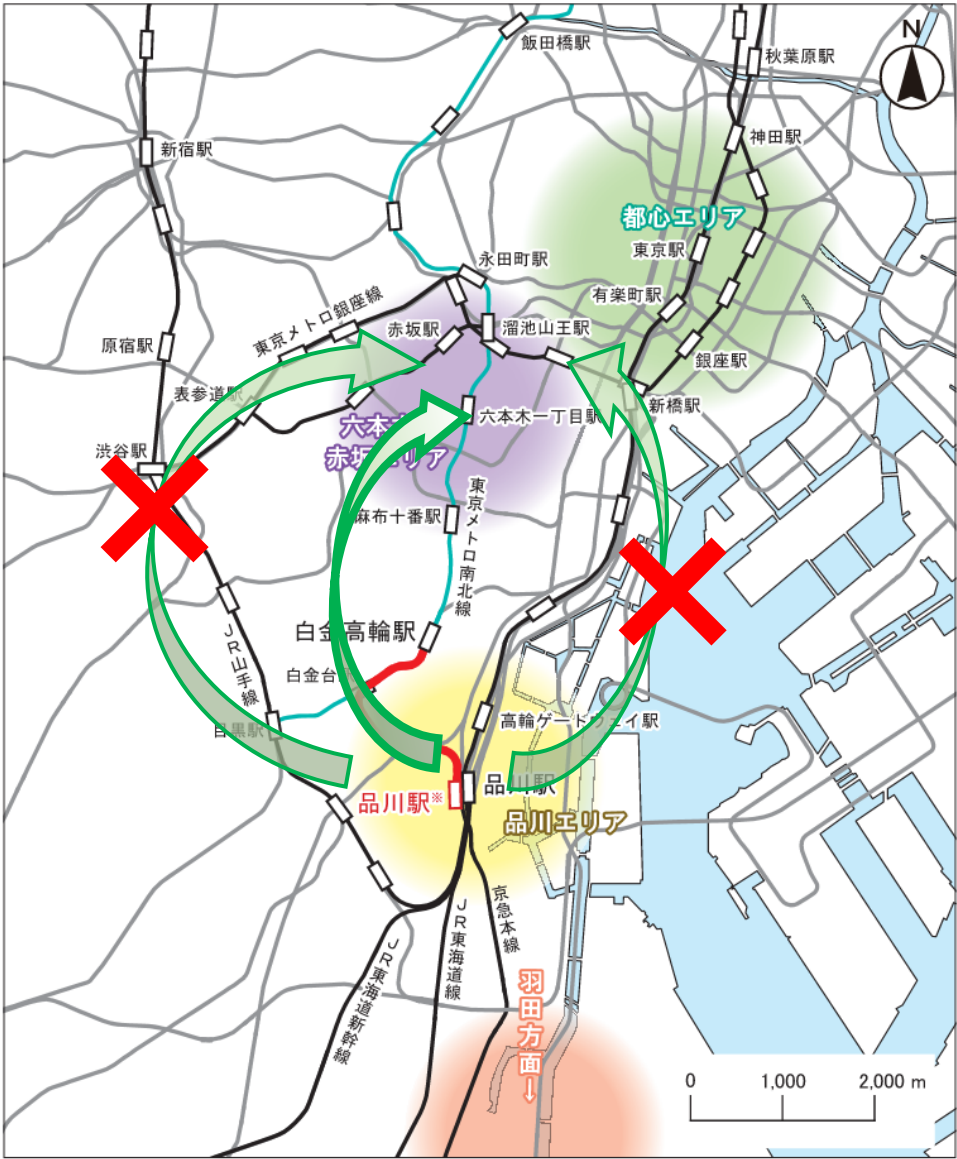 N
飯田橋駅
秋葉原駅
神田駅
新宿駅
都心エリア
東京駅
永田町駅
有楽町駅
東京メトロ銀座線
赤坂駅
溜池山王駅
原宿駅
銀座駅
表参道駅
新橋駅
六本木一丁目駅
六本
赤坂エリア
渋谷駅
麻布十番駅
東京メトロ南北線
白金高輪駅
JR山手線
白金台
高輪ゲートウェイ駅
目黒駅
品川駅
品川駅※
品川エリア
京急本線
JR東海道線
JR東海道新幹線
羽田方面→
0 1,000 2,000 m